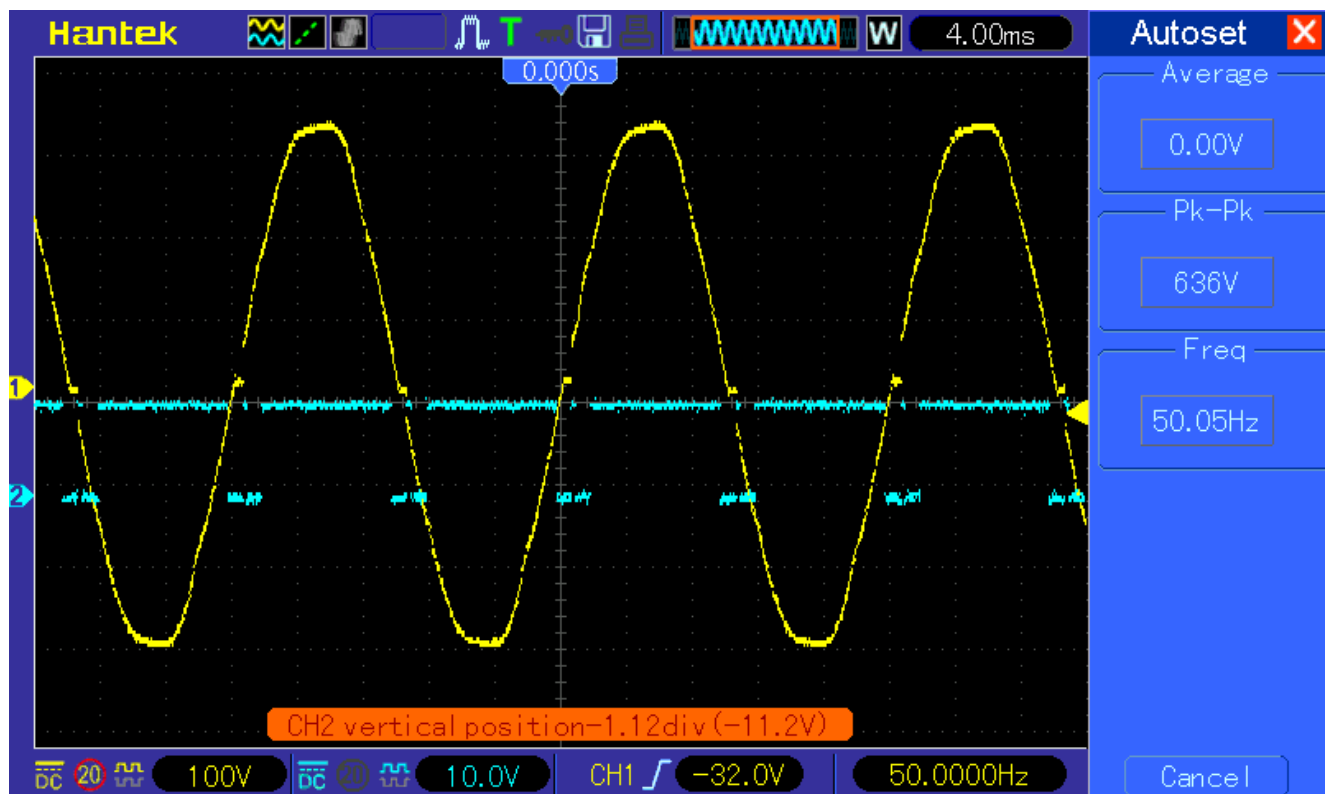 Hantek T W 4.00ms Autoset
0.000s
Average
0.00V
Pk-Pk
636V
Freq
50.05Hz
1
2
CH2 vertical position-1.12div(-11.2V)
DC 20 100V DC 20 10.0V CH1 -32.0V 50.0000Hz Cancel